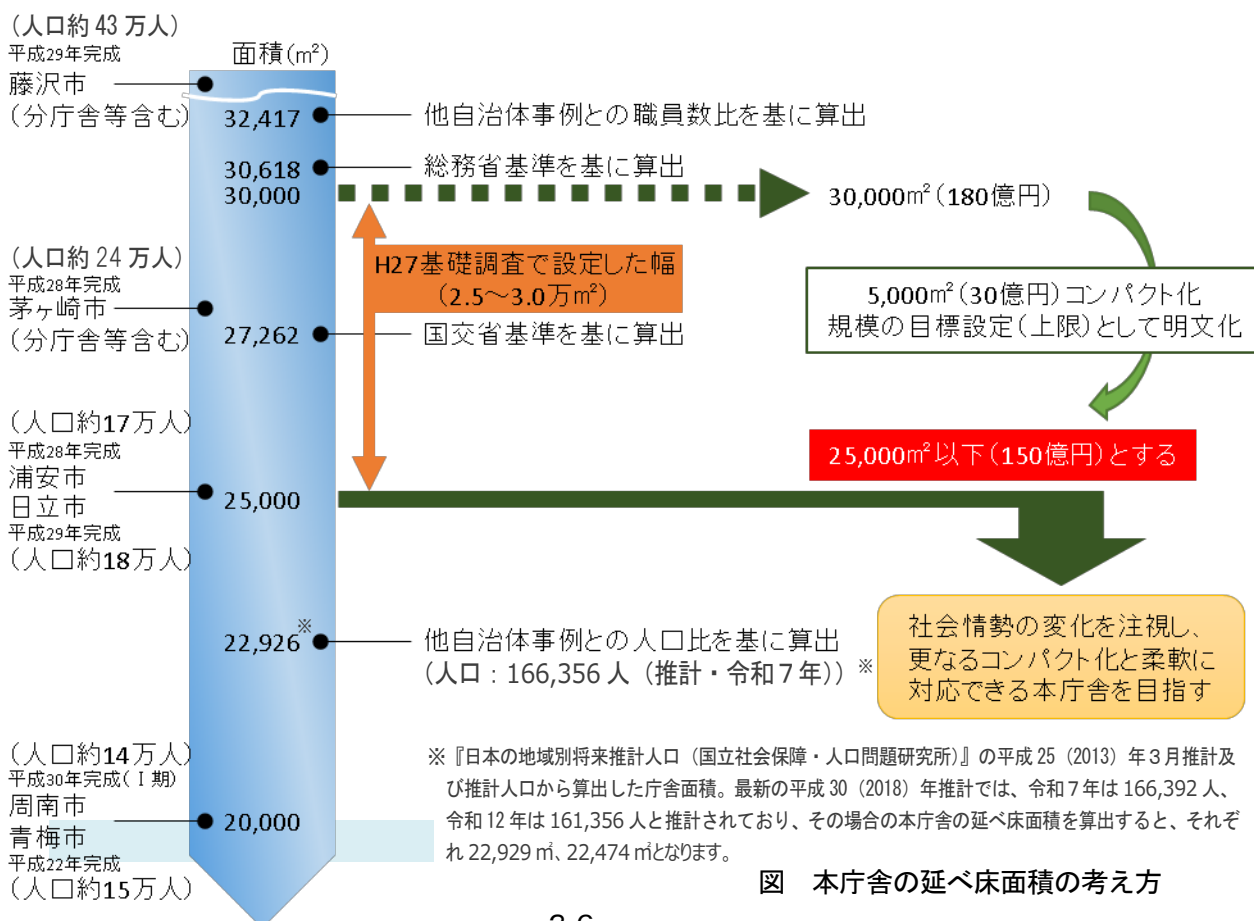 (人口約 43 万人)
平成29年完成
藤沢市
(分庁舎等含む)
面積(m²)
32,417
他自治体事例との職員数比を基に算出
30,618
総務省基準を基に算出
30,000
30,000㎡(180億円)
H27基礎調査で設定した幅
(2.5～3.0万m²)
5,000m²(30億円)コンパクト化
規模の目標設定(上限)として明文化
(人口約 24 万人)
平成28年完成
茅ヶ崎市
(分庁舎等含む)
27,262
国交省基準を基に算出
25,000㎡以下(150億円)とする
(人口約17万人)
平成28年完成
浦安市
日立市
平成29年完成
(人口約18万人)
25,000
22,926※
他自治体事例との人口比を基に算出
(人口：166,356 人（推計・令和７年）) ※
社会情勢の変化を注視し、
更なるコンパクト化と柔軟に
対応できる本庁舎を目指す
(人口約14万人)
平成30年完成(Ⅰ期)
周南市
青梅市
平成22年完成
(人口約15万人)
20,000
※『日本の地域別将来推計人口（国立社会保障・人口問題研究所）』の平成 25（2013）年３月推計及
び推計人口から算出した庁舎面積。最新の平成 30（2018）年推計では、令和７年は 166,392 人、
令和 12 年は 161,356 人と推計されており、その場合の本庁舎の延べ床面積を算出すると、それぞ
れ 22,929 ㎡、22,474 ㎡となります。
図　本庁舎の延べ床面積の考え方